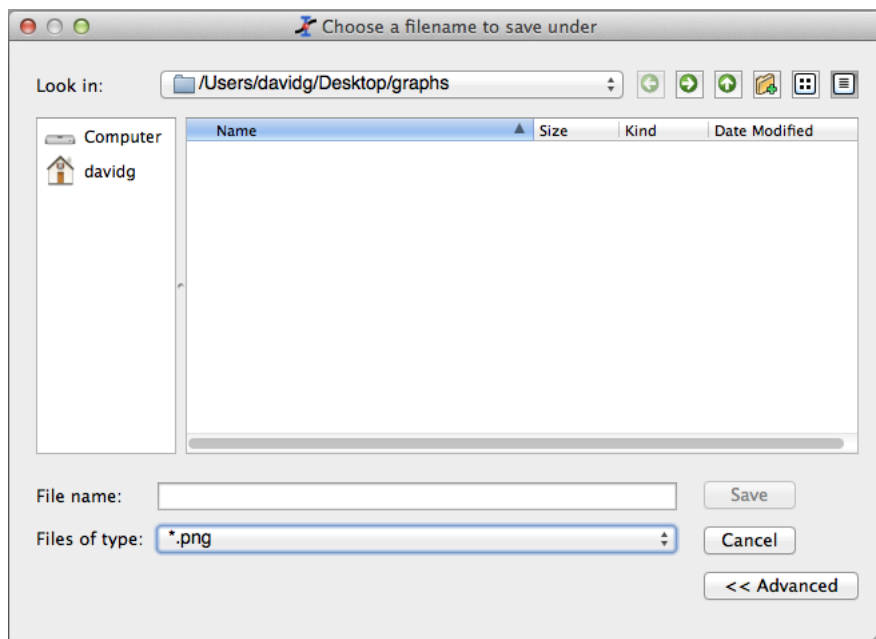 Choose a filename to save under
Look in: /Users/davidg/Desktop/graphs
Computer
davidg
Name Size Kind Date Modified
File name: Save
Files of type: *.png Cancel
<< Advanced